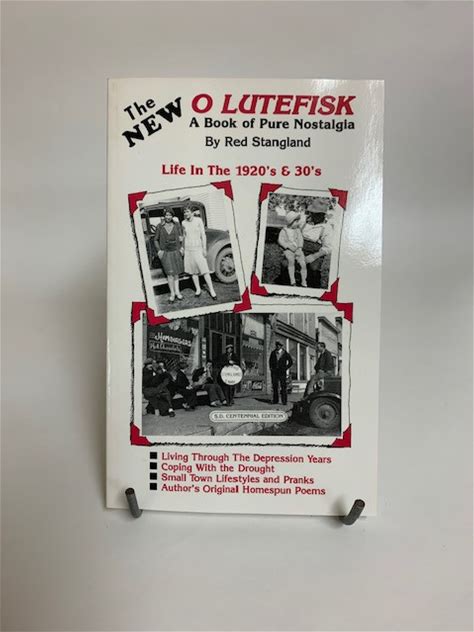 The
NEW
O LUTEFISK
A Book of Pure Nostalgia
By Red Stangland
Life In The 1920's & 30's
S.D. CENTENNIAL EDITION
Living Through The Depression Years
Coping With the Drought
Small Town Lifestyles and Pranks
Author's Original Homespun Poems